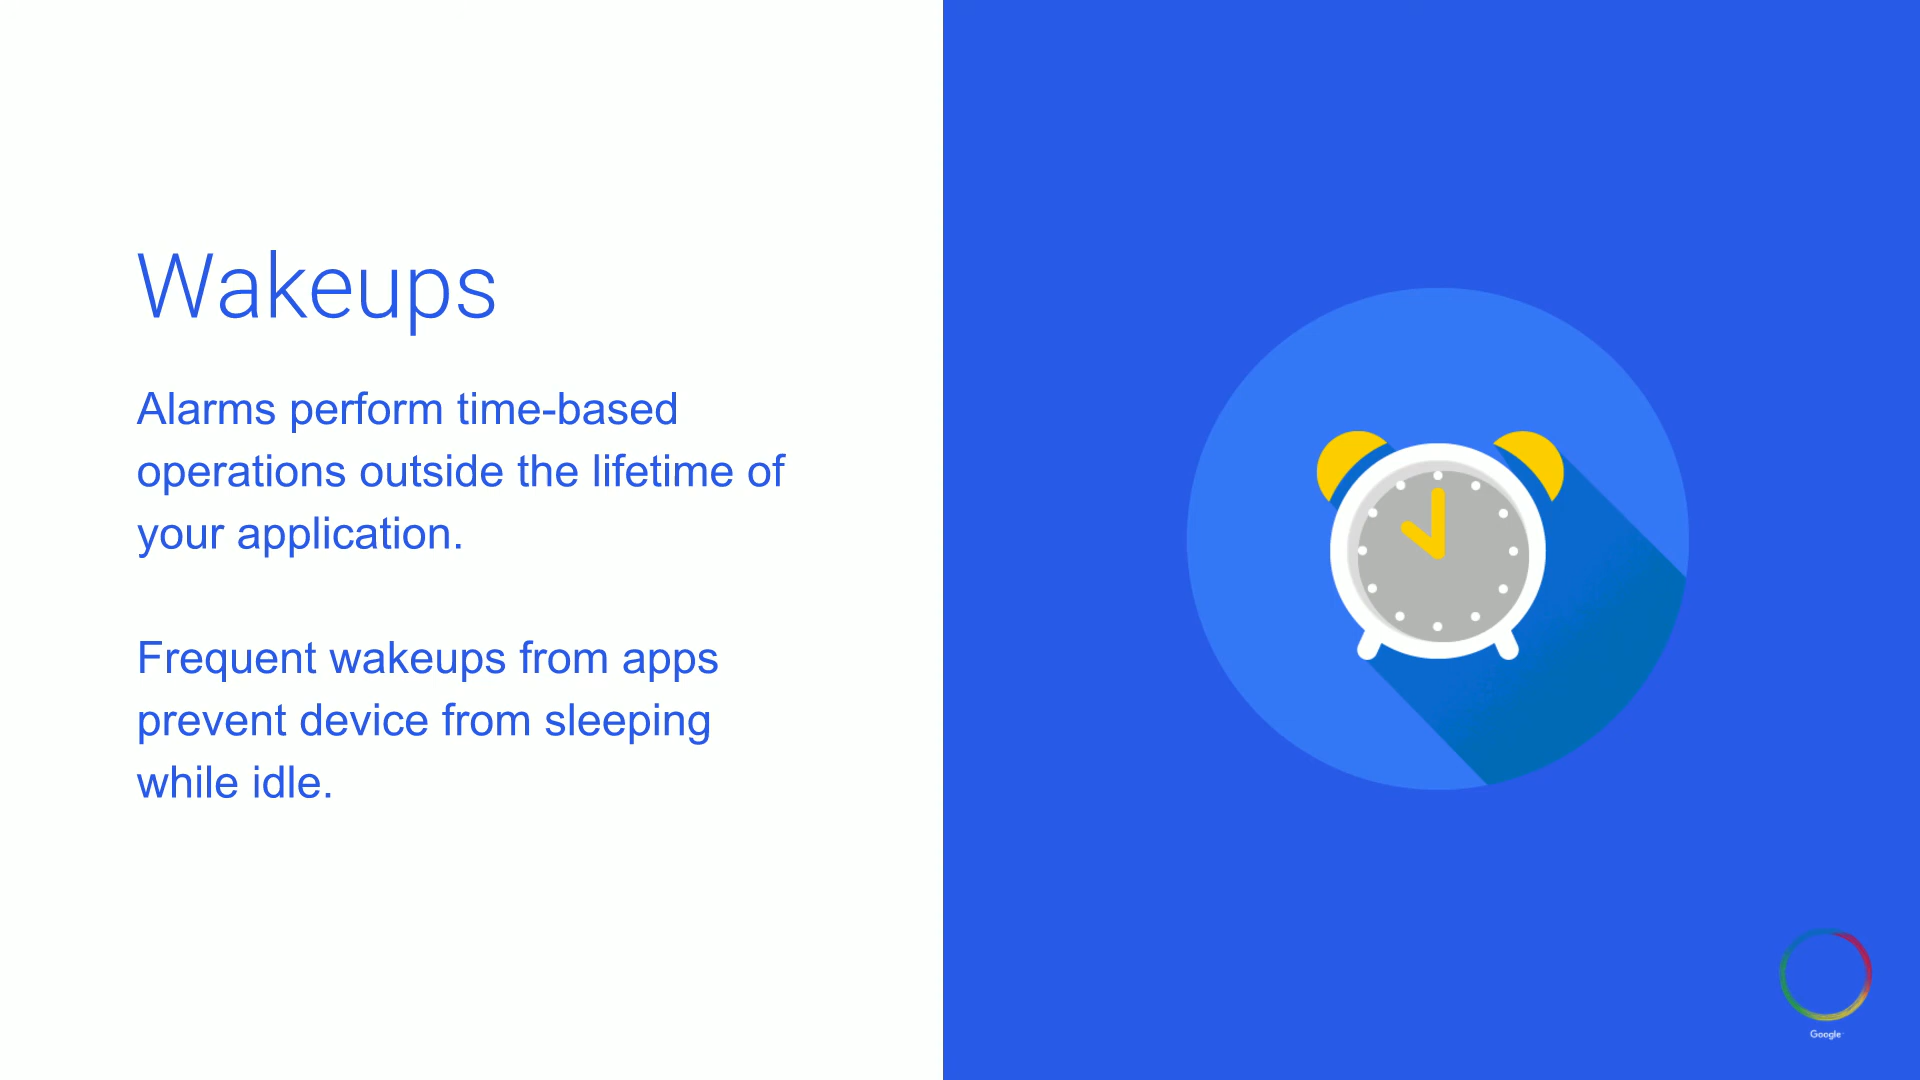 Wakeups
Alarms perform time-based
operations outside the lifetime of
your application.
Frequent wakeups from apps
prevent device from sleeping
while idle.
Google